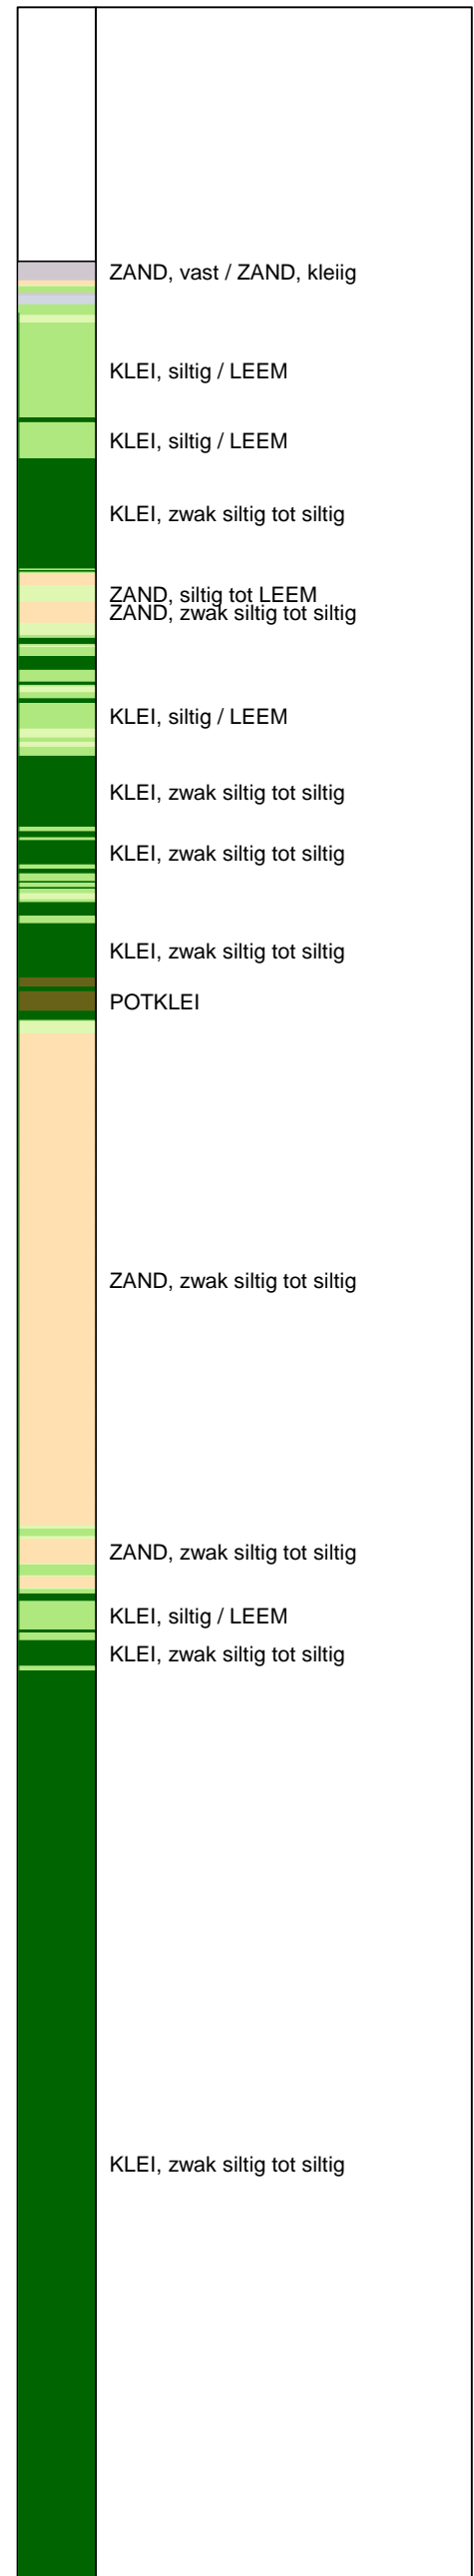 ZAND, vast / ZAND, kleiig
KLEI, siltig / LEEM
KLEI, siltig / LEEM
KLEI, zwak siltig tot siltig
ZAND, siltig tot LEEM
ZAND, zwak siltig tot siltig
KLEI, siltig / LEEM
KLEI, zwak siltig tot siltig
KLEI, zwak siltig tot siltig
KLEI, zwak siltig tot siltig
POTKLEI
ZAND, zwak siltig tot siltig
ZAND, zwak siltig tot siltig
KLEI, siltig / LEEM
KLEI, zwak siltig tot siltig
KLEI, zwak siltig tot siltig